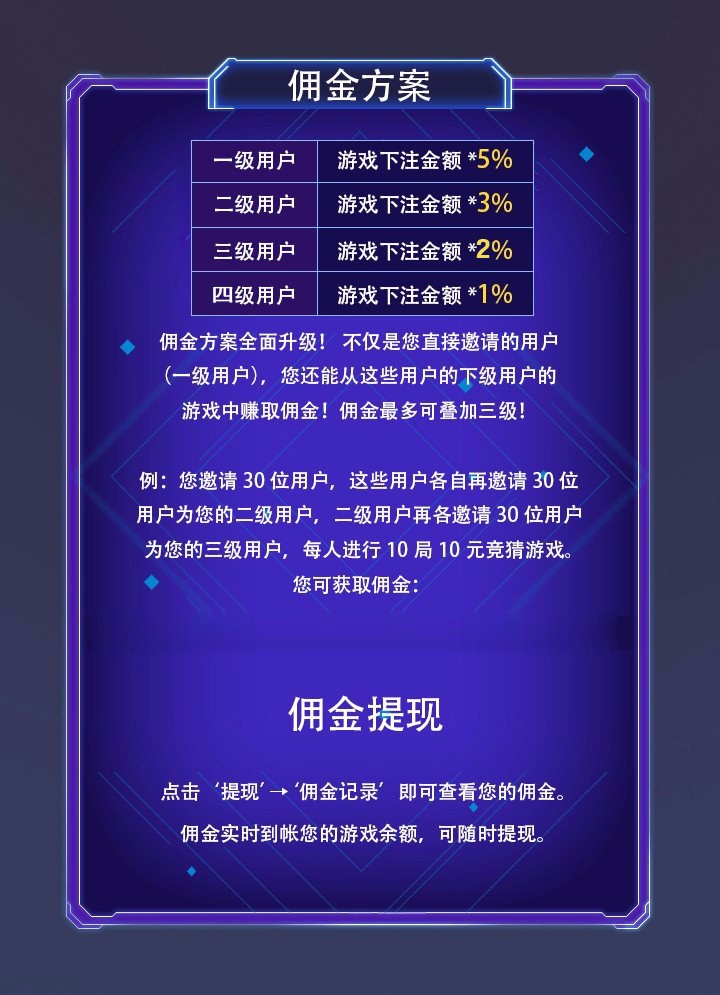 佣金方案
一级用户 游戏下注金额 *5%
二级用户 游戏下注金额 *3%
三级用户 游戏下注金额 *2%
四级用户 游戏下注金额 *1%
佣金方案全面升级！ 不仅是您直接邀请的用户
（一级用户），您还能从这些用户的下级用户的
游戏中赚取佣金！佣金最多可叠加三级！
例：您邀请 30 位用户，这些用户各自再邀请 30 位
用户为您的二级用户，二级用户再各邀请 30 位用户
为您的三级用户，每人进行 10 局 10 元竞猜游戏。
您可获取佣金：
佣金提现
点击‘提现’→‘佣金记录’ 即可查看您的佣金。
佣金实时到帐您的游戏余额，可随时提现。